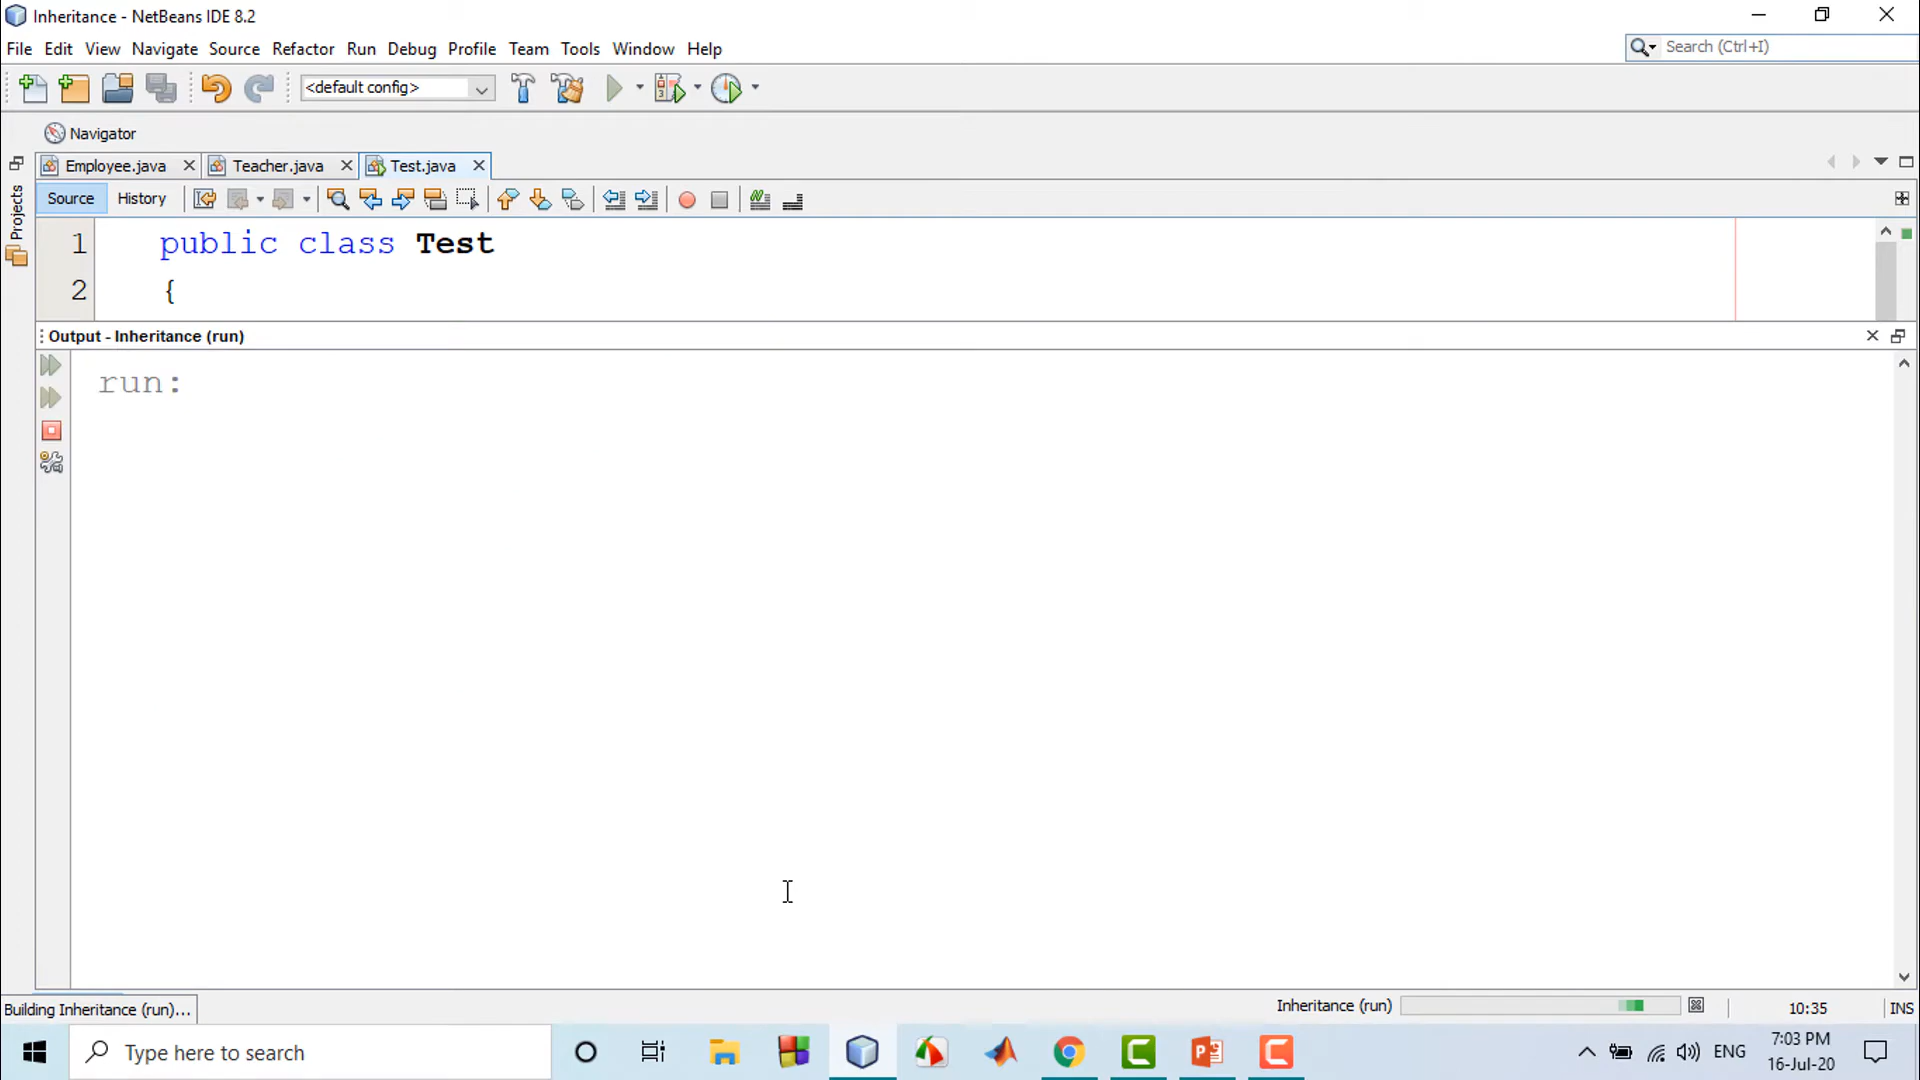 Inheritance - NetBeans IDE 8.2
File Edit View Navigate Source Refactor Run Debug Profile Team Tools Window Help
Search (Ctrl+I)
<default config>
Navigator
Employee.java Teacher.java Test.java
Projects
Source History
1 public class Test
2 {
Output - Inheritance (run)
run:
Building Inheritance (run)...
Inheritance (run)
10:35 INS
Type here to search
ENG
7:03 PM
16-Jul-20